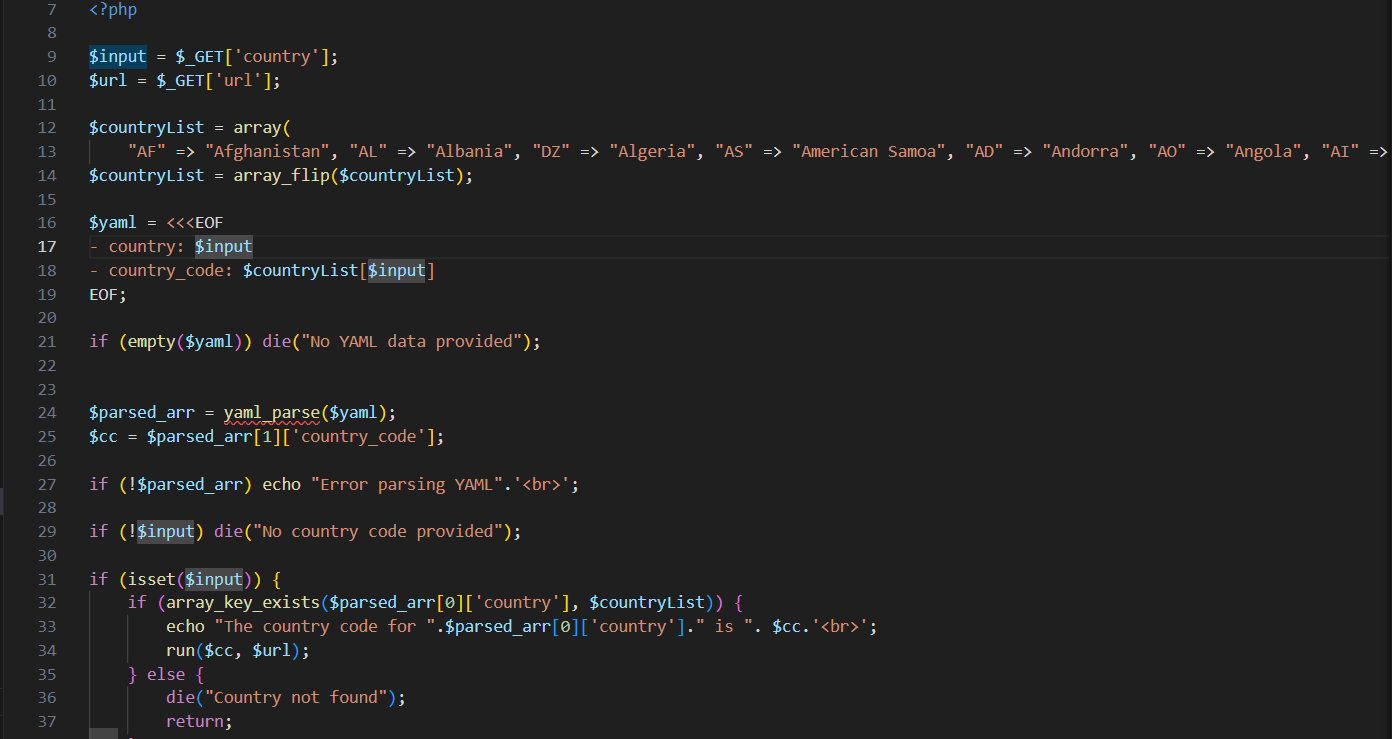 7 <?php
8
9 $input = $_GET['country'];
10 $url = $_GET['url'];
11
12 $countryList = array(
13 "AF" => "Afghanistan", "AL" => "Albania", "DZ" => "Algeria", "AS" => "American Samoa", "AD" => "Andorra", "AO" => "Angola", "AI" =>
14 $countryList = array_flip($countryList);
15
16 $yaml = <<<EOF
17 - country: $input
18 - country_code: $countryList[$input]
19 EOF;
20
21 if (empty($yaml)) die("No YAML data provided");
22
23
24 $parsed_arr = yaml_parse($yaml);
25 $cc = $parsed_arr[1]['country_code'];
26
27 if (!$parsed_arr) echo "Error parsing YAML".'<br>';
28
29 if (!$input) die("No country code provided");
30
31 if (isset($input)) {
32 if (array_key_exists($parsed_arr[0]['country'], $countryList)) {
33 echo "The country code for ".$parsed_arr[0]['country']." is ". $cc.'<br>';
34 run($cc, $url);
35 } else {
36 die("Country not found");
37 return;